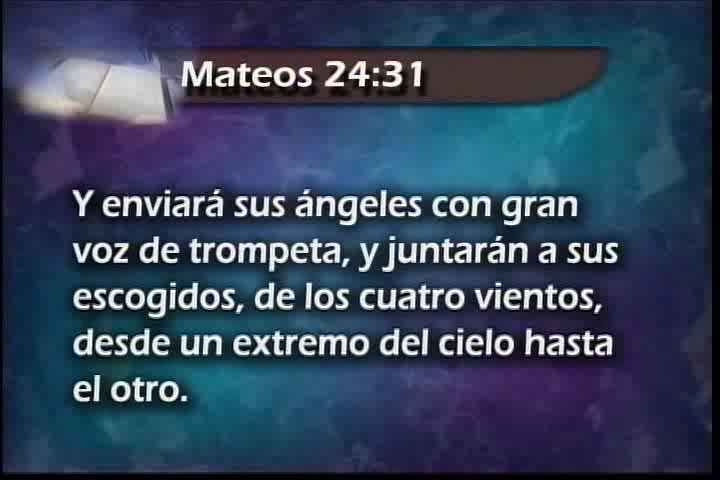 Mateos 24:31
Y enviará sus ángeles con gran
voz de trompeta, y juntarán a sus
escogidos, de los cuatro vientos,
desde un extremo del cielo hasta
el otro.